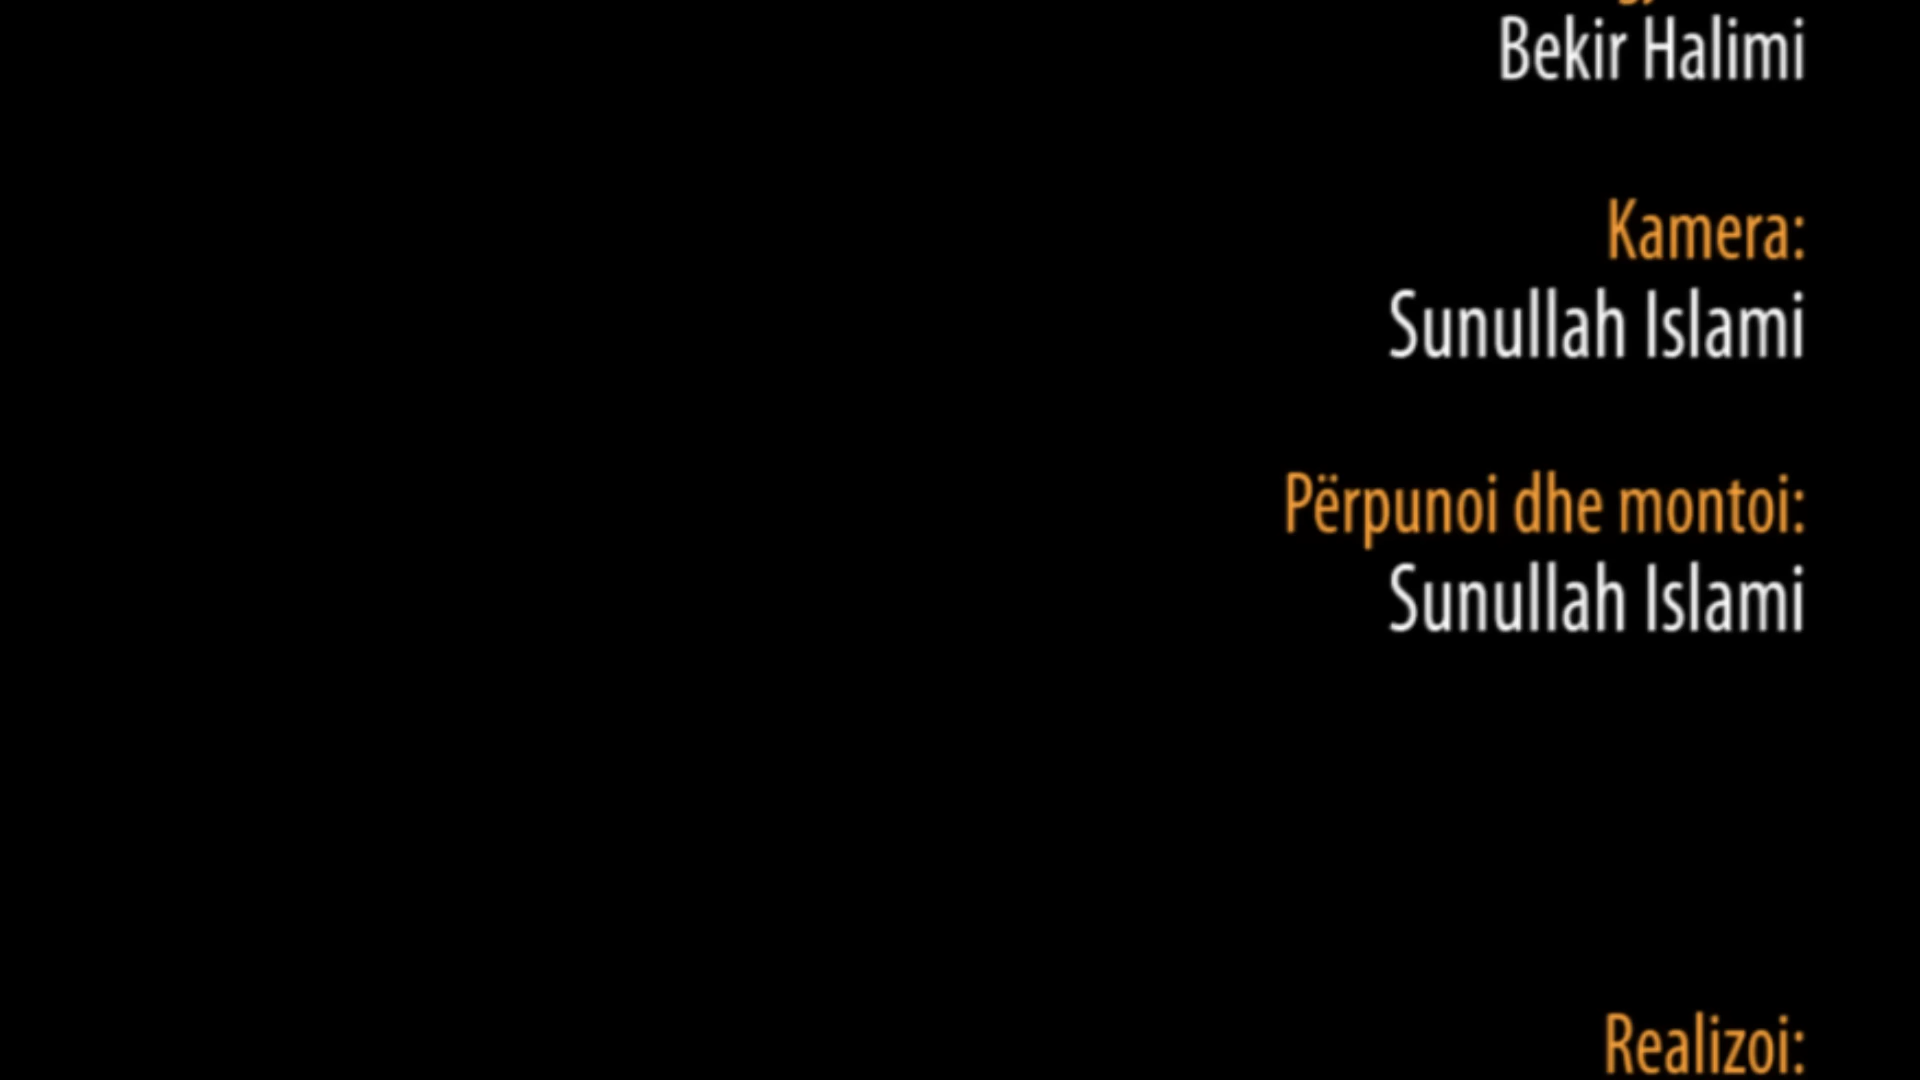 Bekir Halimi
Kamera:
Sunullah Islami
Përpunoi dhe montoi:
Sunullah Islami
Realizoi: